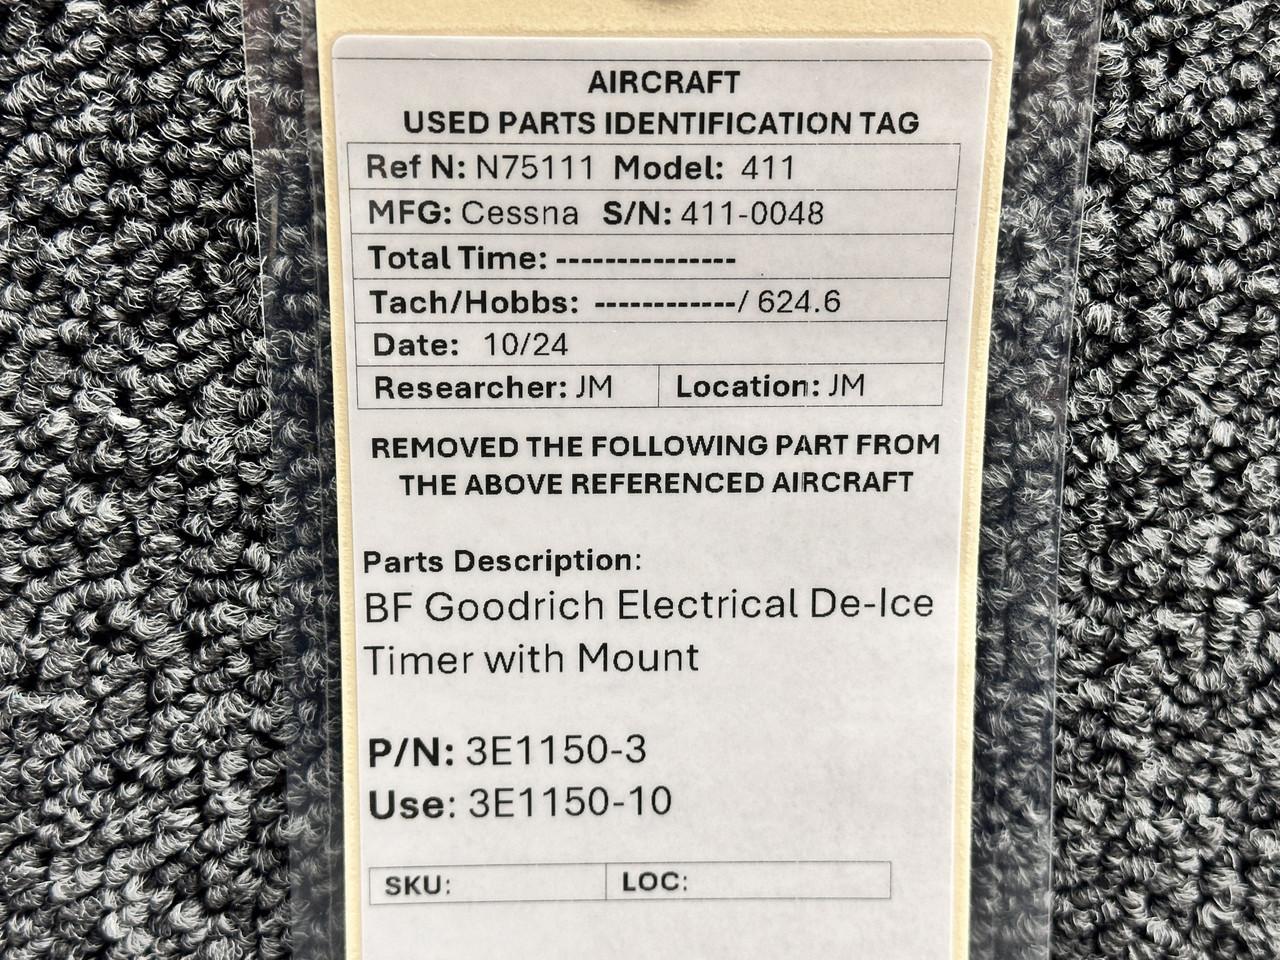 AIRCRAFT
USED PARTS IDENTIFICATION TAG
Ref N: N75111 Model: 411
MFG: Cessna S/N: 411-0048
Total Time: ---------------
Tach/Hobbs: ------------/ 624.6
Date: 10/24
Researcher: JM Location: JM
REMOVED THE FOLLOWING PART FROM
THE ABOVE REFERENCED AIRCRAFT
Parts Description:
BF Goodrich Electrical De-Ice
Timer with Mount
P/N: 3E1150-3
Use: 3E1150-10
SKU: LOC: